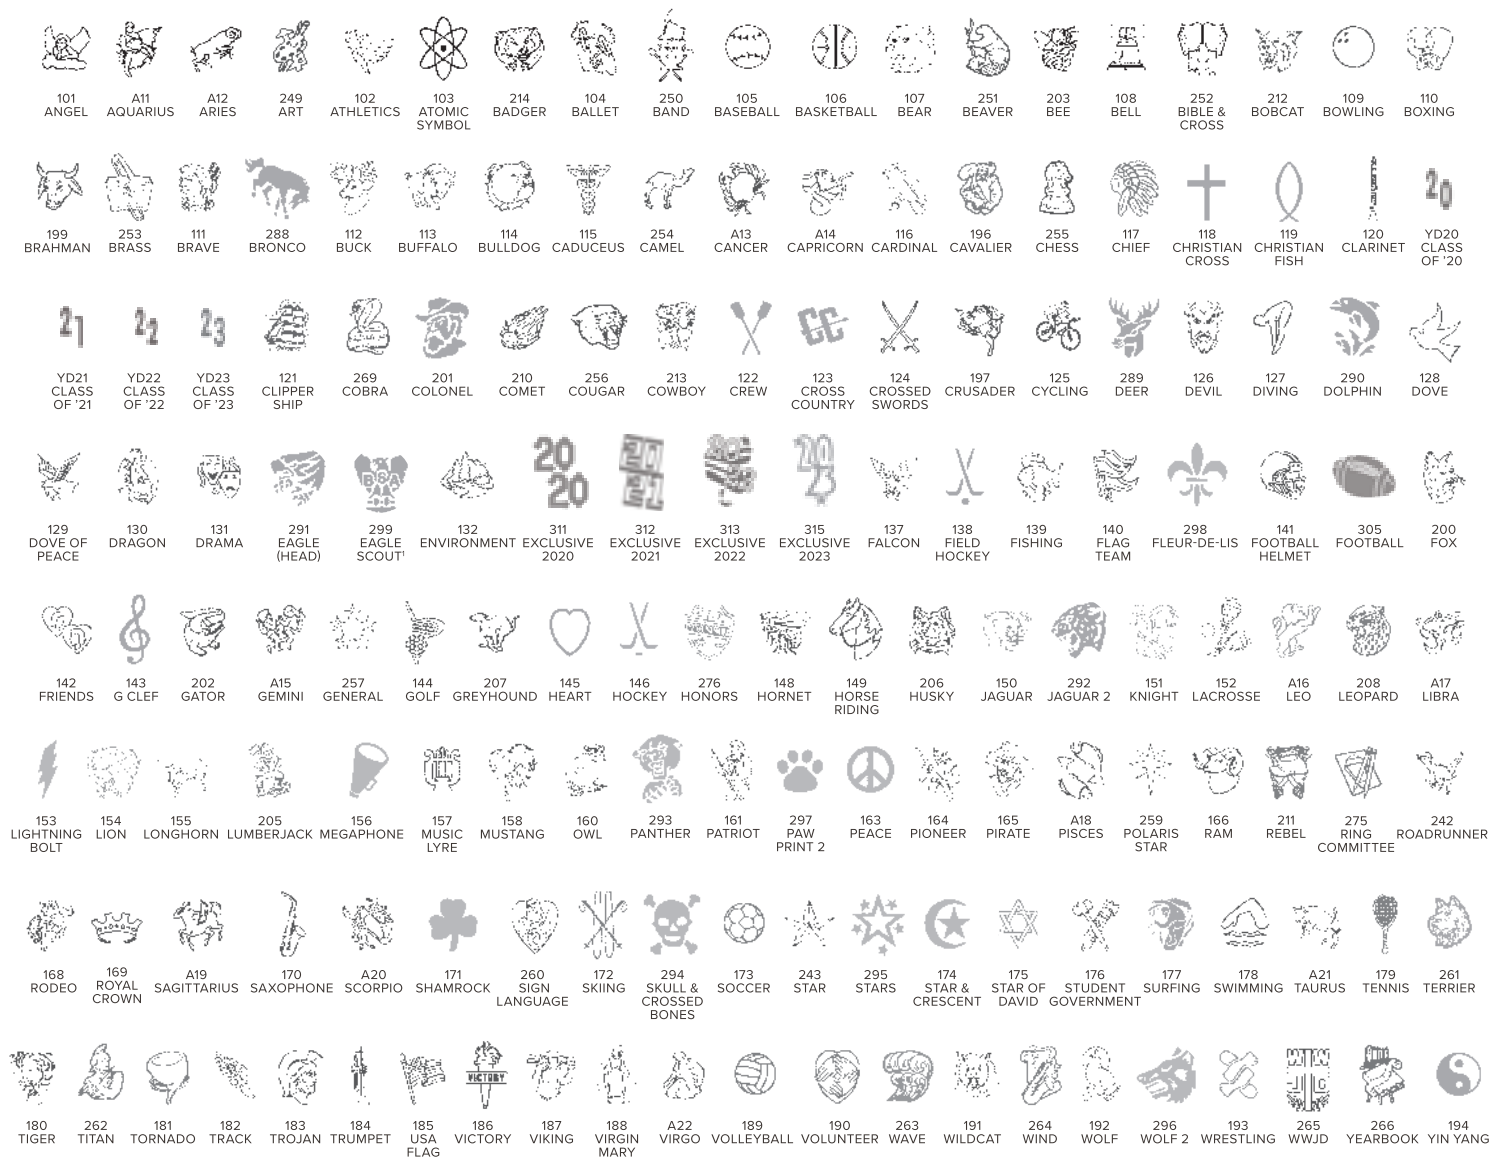 101 A11 A12 249 102 103 214 104 250 105 106 107 251 203 108 252 212 109 110
ANGEL AQUARIUS ARIES ART ATHLETICS ATOMIC BADGER BALLET BAND BASEBALL BASKETBALL BEAR BEAVER BEE BELL BIBLE & BOBCAT BOWLING BOXING
SYMBOL CROSS
20
199 253 111 288 112 113 114 115 254 A13 A14 116 196 255 117 118 119 120 YD20
BRAHMAN BRASS BRAVE BRONCO BUCK BUFFALO BULLDOG CADUCEUS CAMEL CANCER CAPRICORN CARDINAL CAVALIER CHESS CHIEF CHRISTIAN CHRISTIAN CLARINET CLASS
CROSS FISH OF '20
21 22 23 CC
YD21 YD22 YD23 121 269 201 210 256 213 122 123 124 197 125 289 126 127 290 128
CLASS CLASS CLASS CLIPPER COBRA COLONEL COMET COUGAR COWBOY CREW CROSS CROSSED CRUSADER CYCLING DEER DEVIL DIVING DOLPHIN DOVE
OF '21 OF '22 OF '23 SHIP COUNTRY SWORDS
BSA 20 20 20 21 20
20 23
129 130 131 291 299 132 311 312 313 315 137 138 139 140 298 141 305 200
DOVE OF DRAGON DRAMA EAGLE EAGLE ENVIRONMENT EXCLUSIVE EXCLUSIVE EXCLUSIVE EXCLUSIVE FALCON FIELD FISHING FLAG FLEUR-DE-LIS FOOTBALL FOOTBALL FOX
PEACE (HEAD) SCOUT¹ 2020 2021 2022 2023 HOCKEY TEAM HELMET
142 143 202 A15 257 144 207 145 146 276 148 149 206 150 292 151 152 A16 208 A17
FRIENDS G CLEF GATOR GEMINI GENERAL GOLF GREYHOUND HEART HOCKEY HONORS HORNET HORSE HUSKY JAGUAR JAGUAR 2 KNIGHT LACROSSE LEO LEOPARD LIBRA
RIDING
153 154 155 205 156 157 158 160 293 161 297 163 164 165 A18 259 166 211 275 242
LIGHTNING LION LONGHORN LUMBERJACK MEGAPHONE MUSIC MUSTANG OWL PANTHER PATRIOT PAW PEACE PIONEER PIRATE PISCES POLARIS RAM REBEL RING ROADRUNNER
BOLT LYRE PRINT 2 STAR COMMITTEE
168 169 A19 170 A20 171 260 172 294 173 243 295 174 175 176 177 178 A21 179 261
RODEO ROYAL SAGITTARIUS SAXOPHONE SCORPIO SHAMROCK SIGN SKIING SKULL & SOCCER STAR STARS STAR & STAR OF STUDENT SURFING SWIMMING TAURUS TENNIS TERRIER
CROWN LANGUAGE CROSSED CRESCENT DAVID GOVERNMENT
BONES
VICTORY WWJD
180 262 181 182 183 184 185 186 187 188 A22 189 190 263 191 264 192 296 193 265 266 194
TIGER TITAN TORNADO TRACK TROJAN TRUMPET USA VICTORY VIKING VIRGIN VIRGO VOLLEYBALL VOLUNTEER WAVE WILDCAT WIND WOLF WOLF 2 WRESTLING WWJD YEARBOOK YIN YANG
FLAG MARY